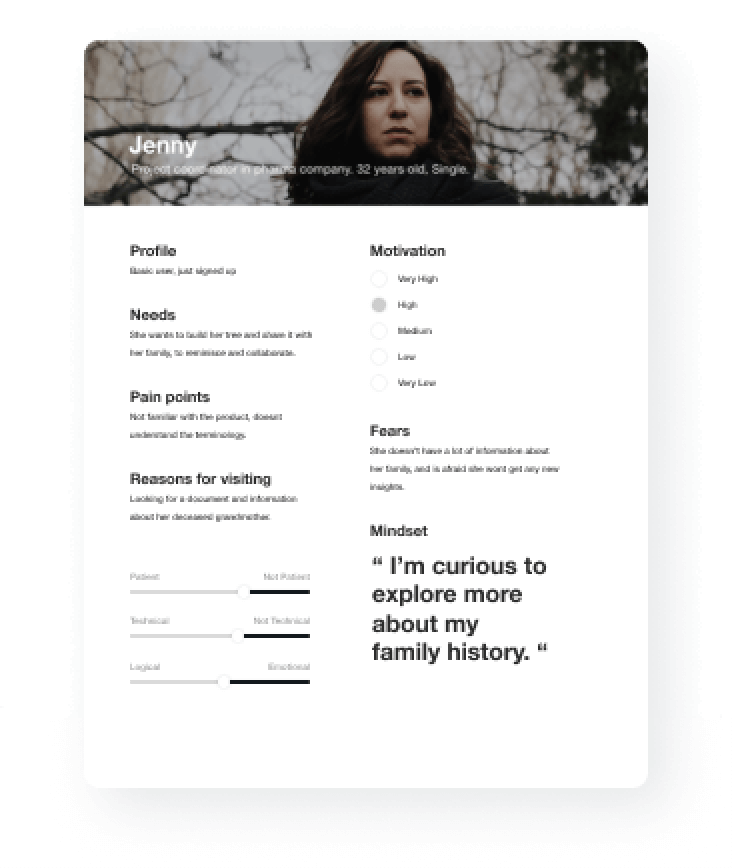 Jenny
Project coordinator in pharma company. 32 years old. Single.
Profile
Basic user, just signed up
Needs
She wants to build her tree and share it with
her family, to reminisce and collaborate.
Pain points
Not familiar with the product, doesnt
understand the terminology.
Reasons for visiting
Looking for a document and information
about her deceased grandmother.
Patient Not Patient
Technical Not Technical
Logical Emotional
Motivation
Very High
High
Medium
Low
Very Low
Fears
She doesn't have a lot of information about
her family, and is afraid she wont get any new
insights.
Mindset
“ I’m curious to
explore more
about my
family history. “